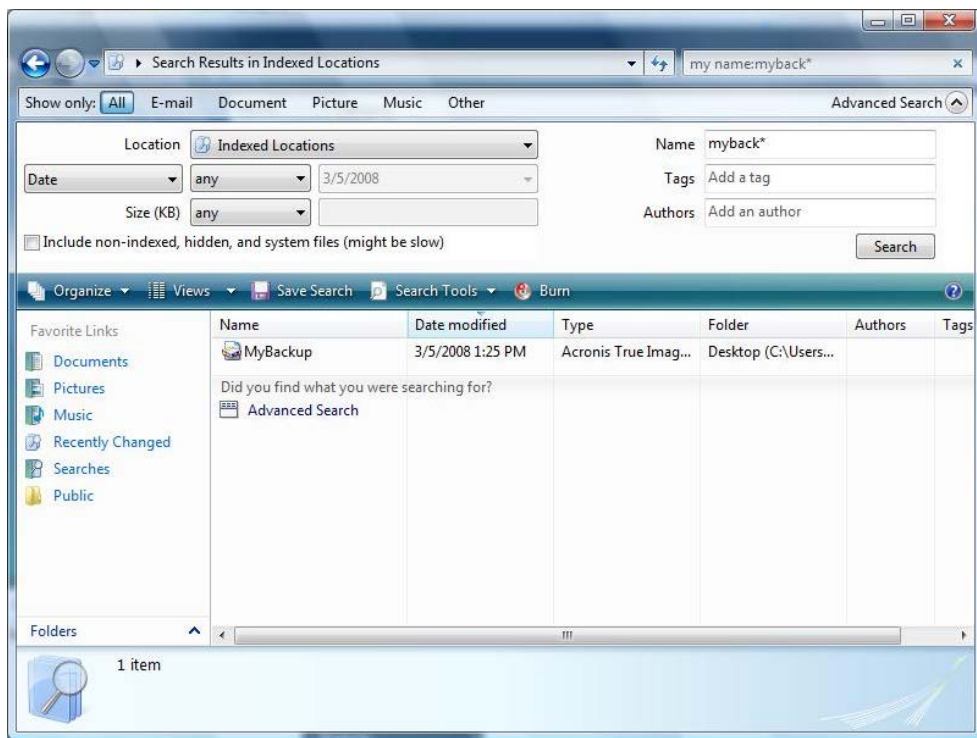 Search Results in Indexed Locations
my name:myback*
Show only: All E-mail Document Picture Music Other Advanced Search
Location Indexed Locations Name myback*
Date any 3/5/2008 Tags Add a tag
Size (KB) any Authors Add an author
Include non-indexed, hidden, and system files (might be slow) Search
Organize Views Save Search Search Tools Burn
Favorite Links
Documents
Pictures
Music
Recently Changed
Searches
Public
Folders
Name Date modified Type Folder Authors Tags
MyBackup 3/5/2008 1:25 PM Acronis True Imag... Desktop (C:\Users...
Did you find what you were searching for?
Advanced Search
1 item